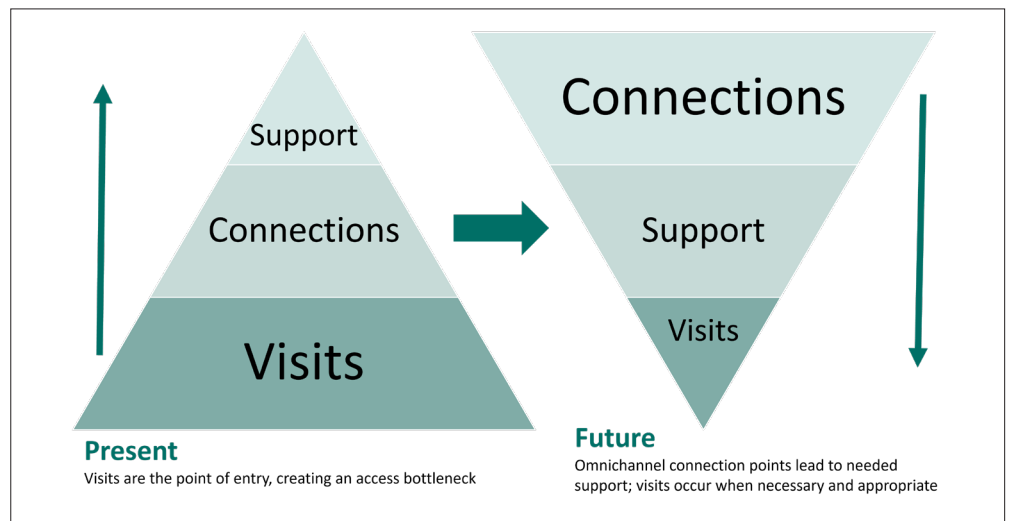 Support
Connections
Visits
Present
Visits are the point of entry, creating an access bottleneck
Connections
Support
Visits
Future
Omnichannel connection points lead to needed
support; visits occur when necessary and appropriate